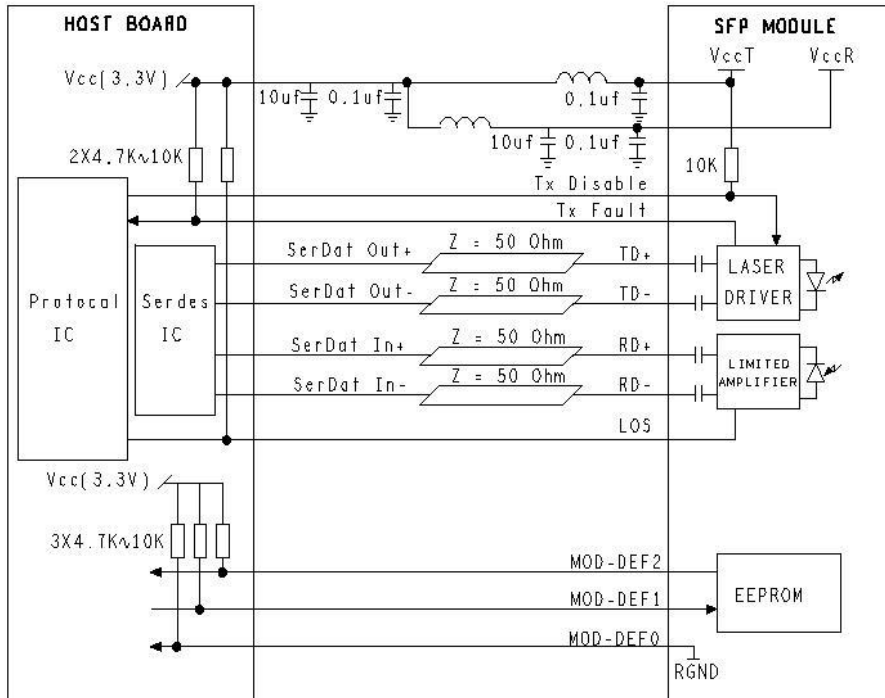 HOST BOARD
SFP MODULE
VccT
VccR
Vcc(3.3V)
10uf
0.1uf
0.1uf
10uf
0.1uf
2X4.7K~10K
10K
Tx Disable
Tx Fault
SerDat Out+
Z = 50 Ohm
TD+
SerDat Out-
Z = 50 Ohm
TD-
LASER
DRIVER
Protocal
IC
Serdes
IC
SerDat In+
Z = 50 Ohm
RD+
SerDat In-
Z = 50 Ohm
RD-
LIMITED
AMPLIFIER
LOS
Vcc(3.3V)
3X4.7K~10K
MOD-DEF2
MOD-DEF1
MOD-DEF0
EEPROM
RGND